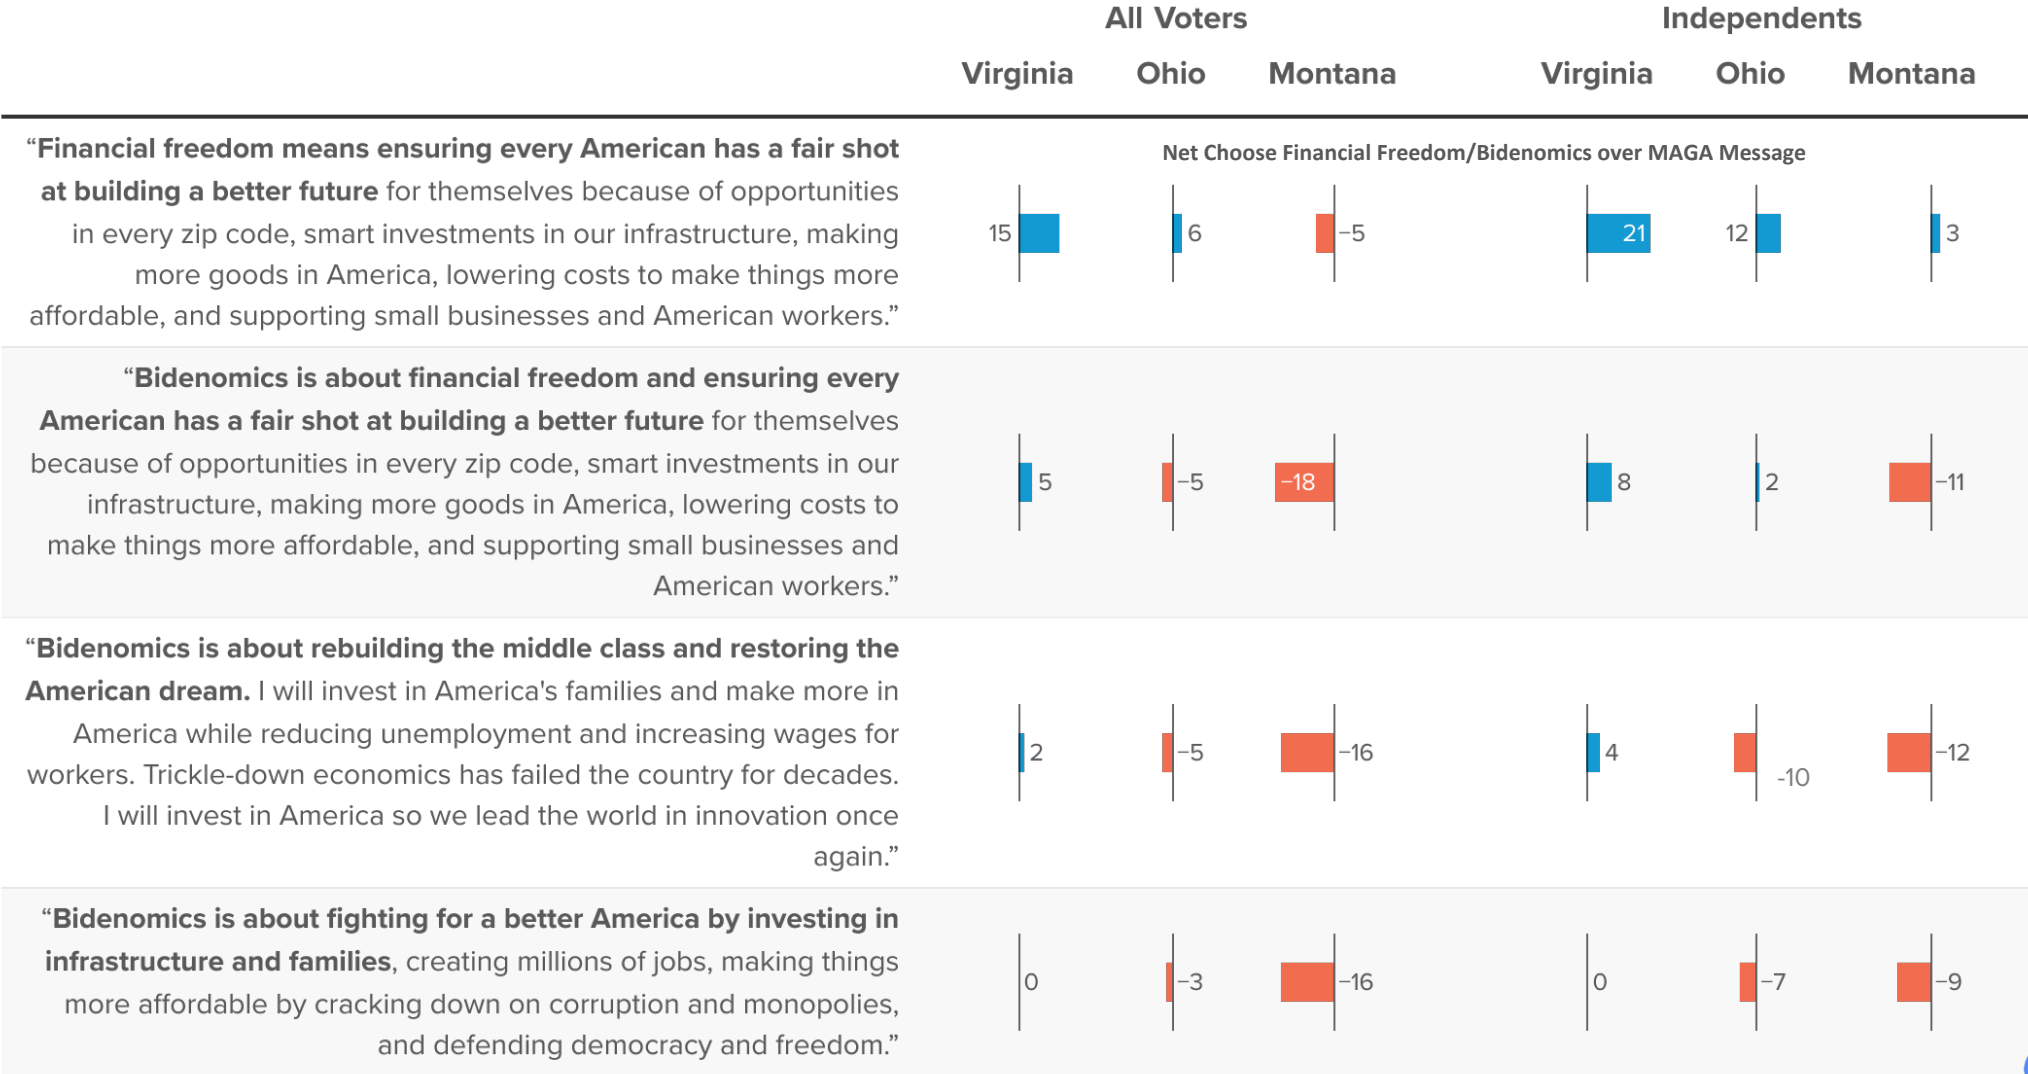 All Voters Independents
Virginia Ohio Montana Virginia Ohio Montana
“Financial freedom means ensuring every American has a fair shot
at building a better future for themselves because of opportunities
in every zip code, smart investments in our infrastructure, making
more goods in America, lowering costs to make things more
affordable, and supporting small businesses and American workers.”
Net Choose Financial Freedom/Bidenomics over MAGA Message
15 6 −5 21 12 3
“Bidenomics is about financial freedom and ensuring every
American has a fair shot at building a better future for themselves
because of opportunities in every zip code, smart investments in our
infrastructure, making more goods in America, lowering costs to
make things more affordable, and supporting small businesses and
American workers.”
5 −5 −18 8 2 −11
“Bidenomics is about rebuilding the middle class and restoring the
American dream. I will invest in America's families and make more in
America while reducing unemployment and increasing wages for
workers. Trickle-down economics has failed the country for decades.
I will invest in America so we lead the world in innovation once
again.”
2 −5 −16 4 -10 −12
“Bidenomics is about fighting for a better America by investing in
infrastructure and families, creating millions of jobs, making things
more affordable by cracking down on corruption and monopolies,
and defending democracy and freedom.”
0 −3 −16 0 −7 −9